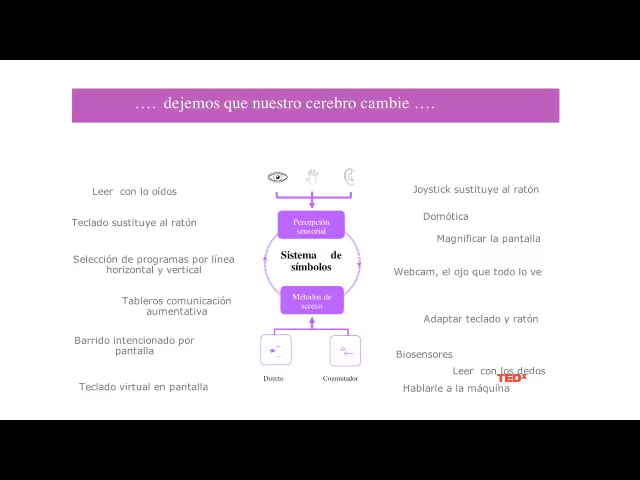 .... dejemos que nuestro cerebro cambie ....
Leer con lo oídos
Teclado sustituye al ratón
Selección de programas por línea
horizontal y vertical
Tableros comunicación
aumentativa
Barrido intencionado por
pantalla
Teclado virtual en pantalla
Percepción
sensorial
Sistema de
símbolos
Métodos de
acceso
Directo
Conmutador
Joystick sustituye al ratón
Domótica
Magnificar la pantalla
Webcam, el ojo que todo lo ve
Adaptar teclado y ratón
Biosensores
Leer con los dedos
TEDx
Hablarle a la máquina